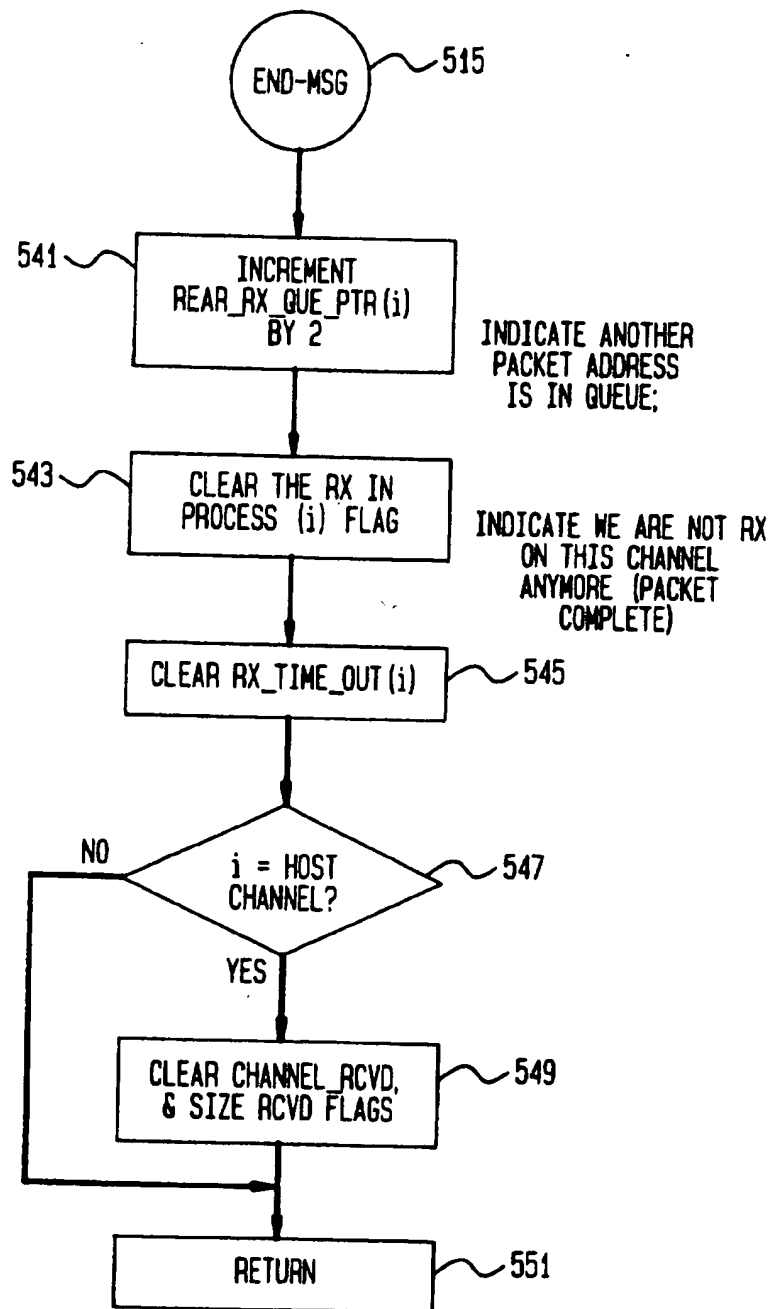 END-MSG
515
541
INCREMENT
REAR_RX_QUE_PTR(i)
BY 2
INDICATE ANOTHER
PACKET ADDRESS
IS IN QUEUE;
543
CLEAR THE RX IN
PROCESS (i) FLAG
INDICATE WE ARE NOT RX
ON THIS CHANNEL
ANYMORE (PACKET
COMPLETE)
CLEAR RX_TIME_OUT(i)
545
NO
i = HOST
CHANNEL?
547
YES
CLEAR CHANNEL_RCVD,
& SIZE RCVD FLAGS
549
RETURN
551